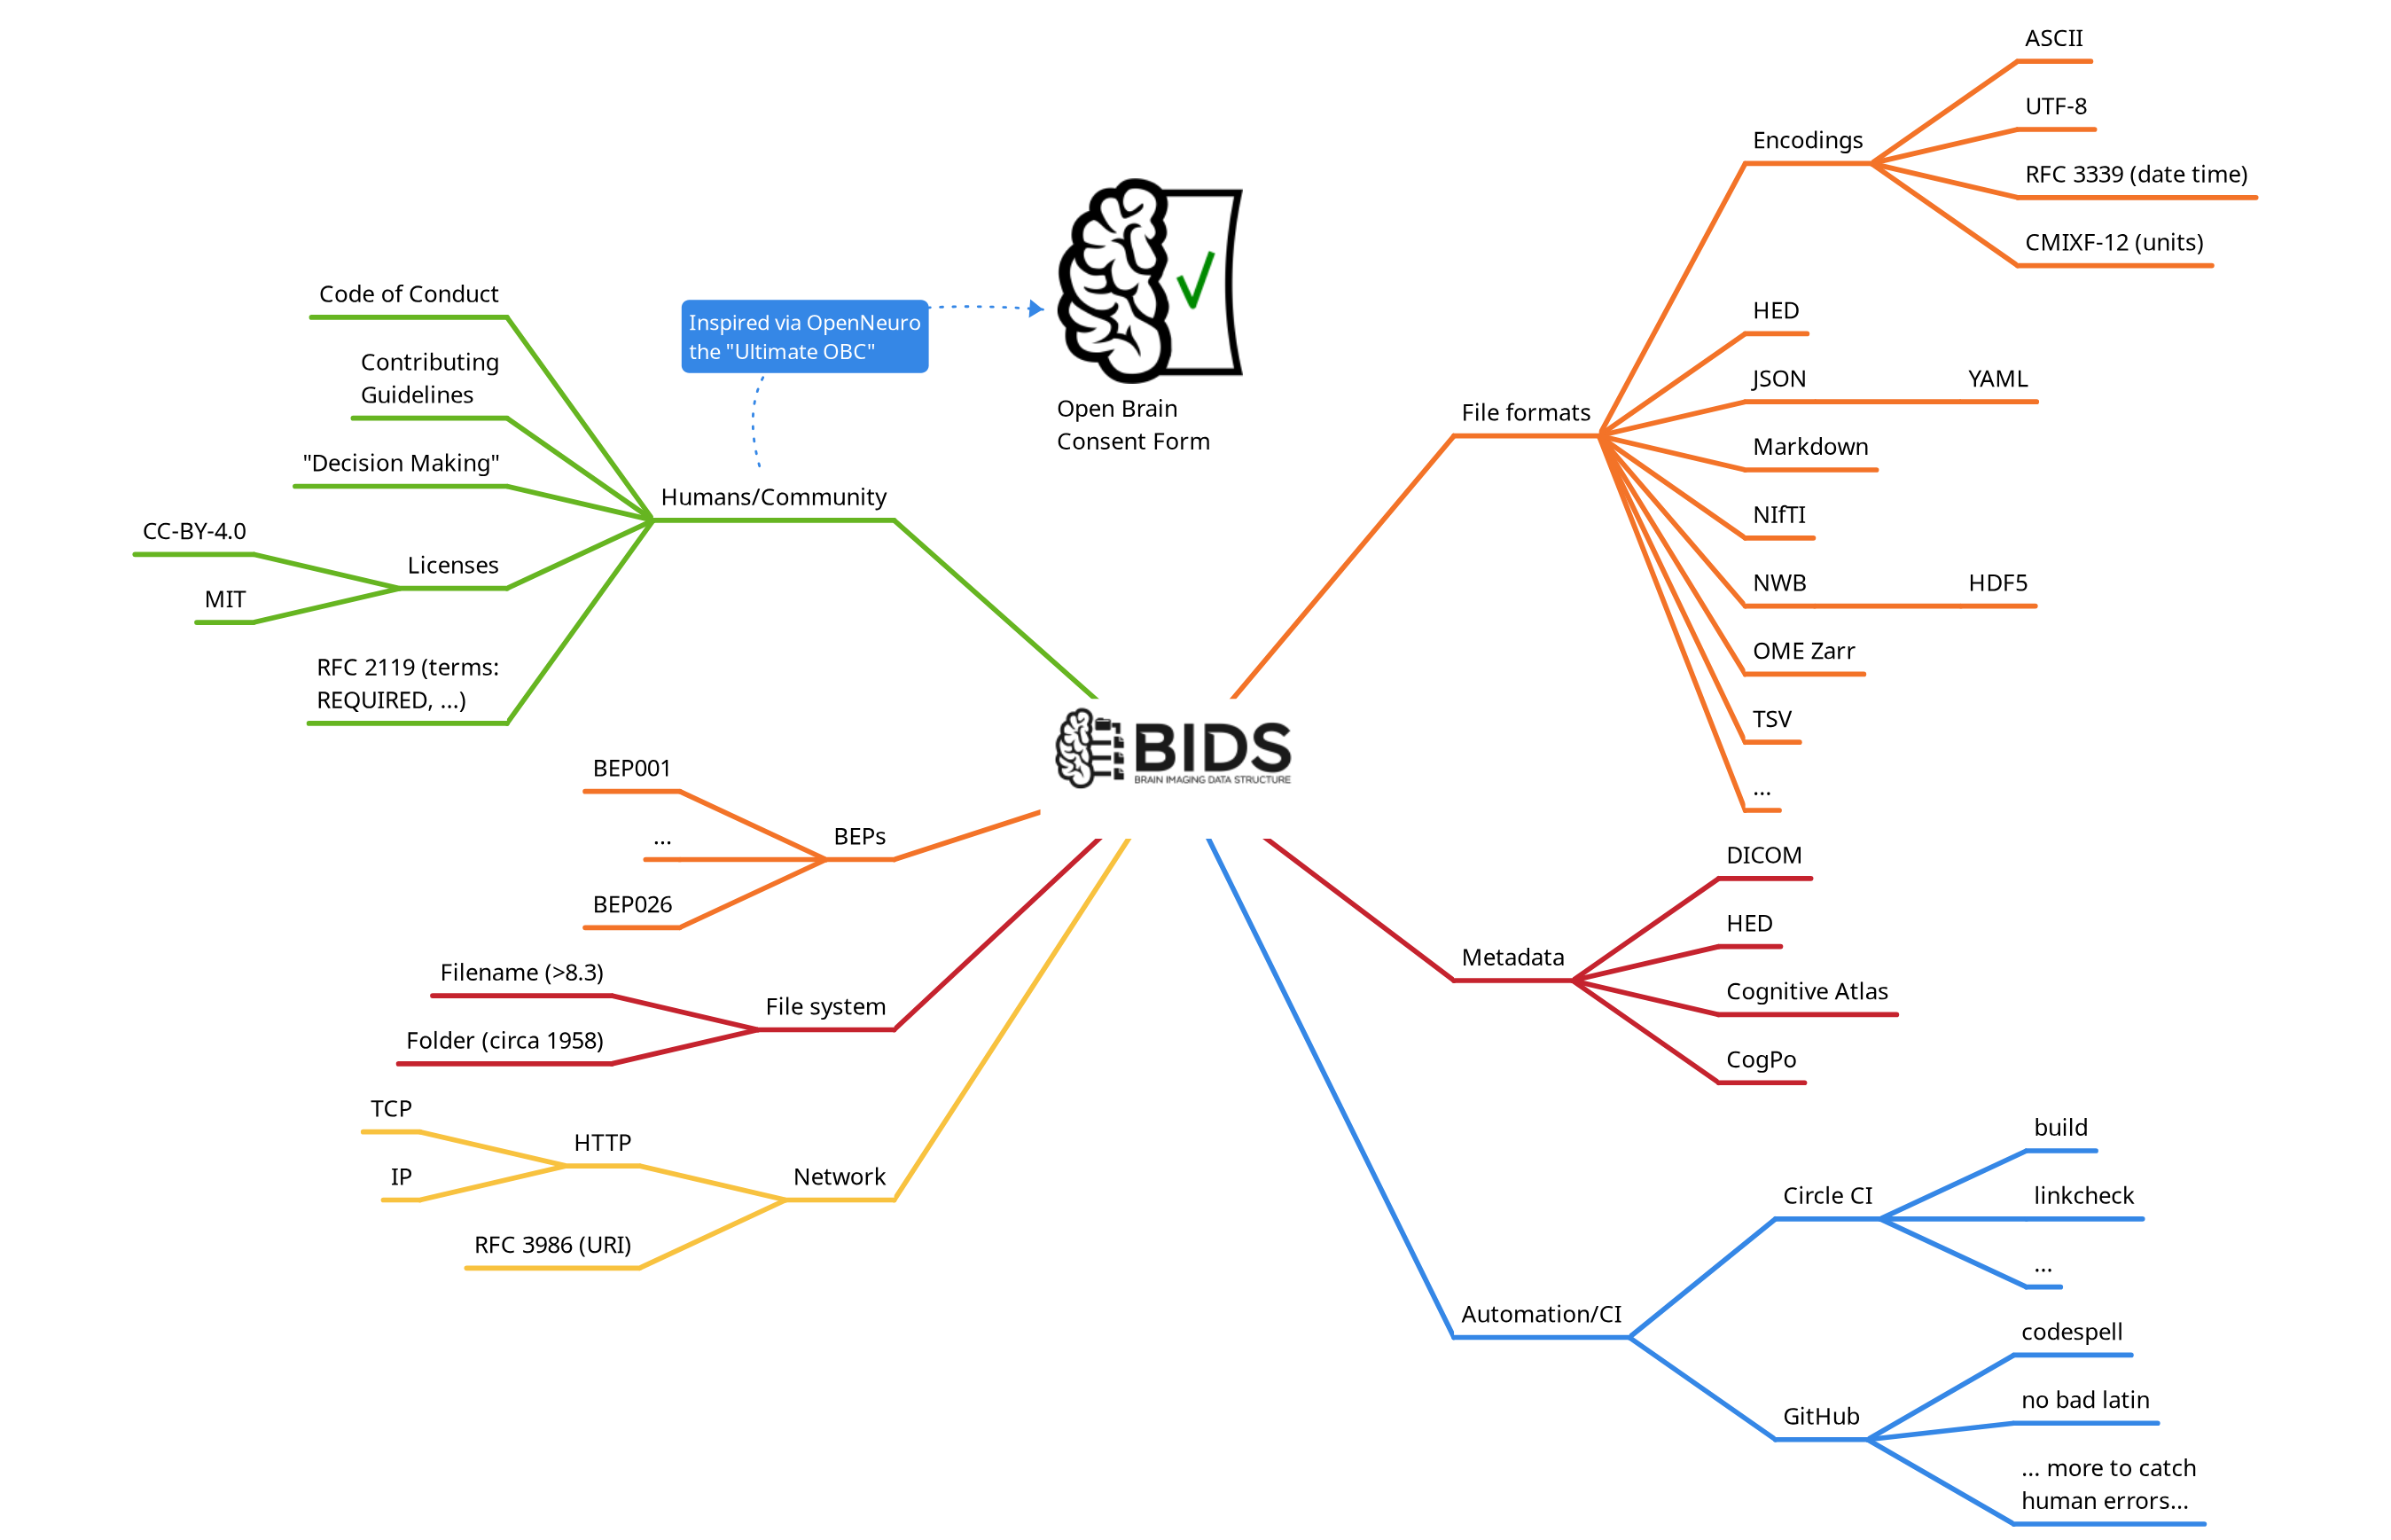 Open Brain
Consent Form
Inspired via OpenNeuro
the "Ultimate OBC"
Humans/Community
Code of Conduct
Contributing
Guidelines
"Decision Making"
Licenses
CC-BY-4.0
MIT
RFC 2119 (terms:
REQUIRED, ...)
BIDS
BRAIN IMAGING DATA STRUCTURE
BEPs
BEP001
...
BEP026
File system
Filename (>8.3)
Folder (circa 1958)
Network
HTTP
TCP
IP
RFC 3986 (URI)
File formats
Encodings
ASCII
UTF-8
RFC 3339 (date time)
CMIXF-12 (units)
HED
JSON
YAML
Markdown
NIfTI
NWB
HDF5
OME Zarr
TSV
...
Metadata
DICOM
HED
Cognitive Atlas
CogPo
Automation/CI
Circle CI
build
linkcheck
...
GitHub
codespell
no bad latin
... more to catch
human errors...